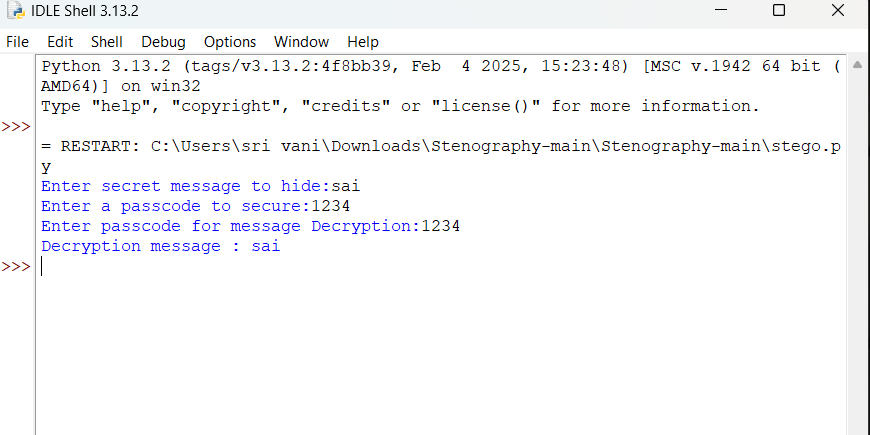 IDLE Shell 3.13.2
File Edit Shell Debug Options Window Help
Python 3.13.2 (tags/v3.13.2:4f8bb39, Feb  4 2025, 15:23:48) [MSC v.1942 64 bit (
AMD64)] on win32
Type "help", "copyright", "credits" or "license()" for more information.
>>>
= RESTART: C:\Users\sri vani\Downloads\Stenography-main\Stenography-main\stego.p
y
Enter secret message to hide:sai
Enter a passcode to secure:1234
Enter passcode for message Decryption:1234
Decryption message : sai
>>>